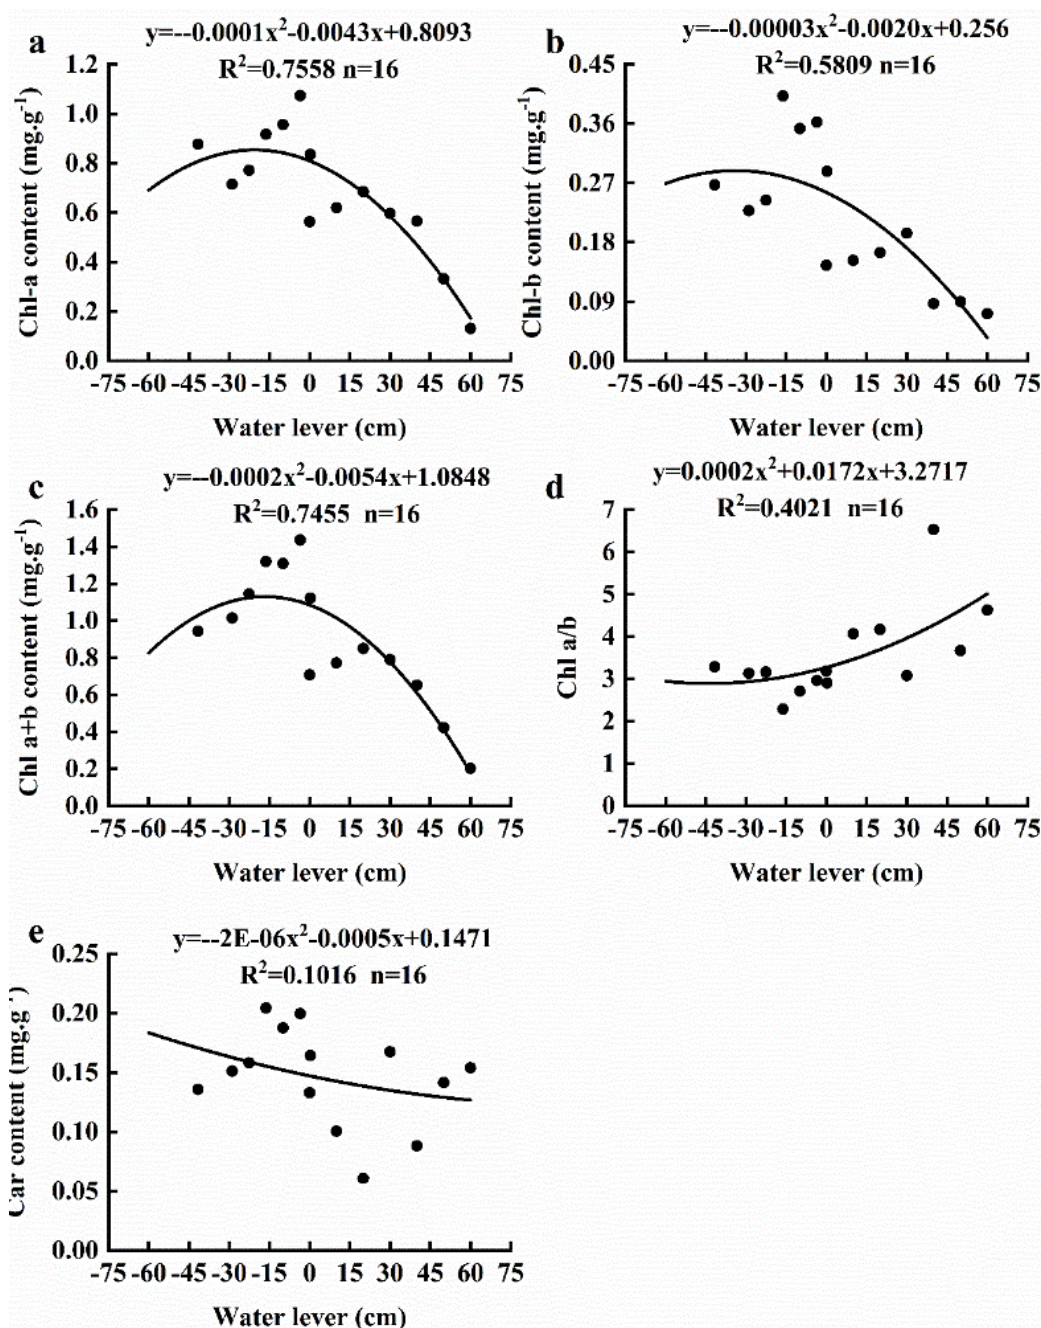 a
y=--0.0001x²-0.0043x+0.8093
R²=0.7558 n=16
Chl-a content (mg.g⁻¹)
1.2
1.0
0.8
0.6
0.4
0.2
0.0
-75 -60 -45 -30 -15 0 15 30 45 60 75
Water lever (cm)
b
y=--0.00003x²-0.0020x+0.256
R²=0.5809 n=16
Chl-b content (mg.g⁻¹)
0.45
0.36
0.27
0.18
0.09
0.00
-75 -60 -45 -30 -15 0 15 30 45 60 75
Water lever (cm)
c
y=--0.0002x²-0.0054x+1.0848
R²=0.7455 n=16
Chl a+b content (mg.g⁻¹)
1.6
1.4
1.2
1.0
0.8
0.6
0.4
0.2
0.0
-75 -60 -45 -30 -15 0 15 30 45 60 75
Water lever (cm)
d
y=0.0002x²+0.0172x+3.2717
R²=0.4021 n=16
Chl a/b
7
6
5
4
3
2
1
0
-75 -60 -45 -30 -15 0 15 30 45 60 75
Water lever (cm)
e
y=--2E-06x²-0.0005x+0.1471
R²=0.1016 n=16
Car content (mg.g⁻¹)
0.25
0.20
0.15
0.10
0.05
0.00
-75 -60 -45 -30 -15 0 15 30 45 60 75
Water lever (cm)